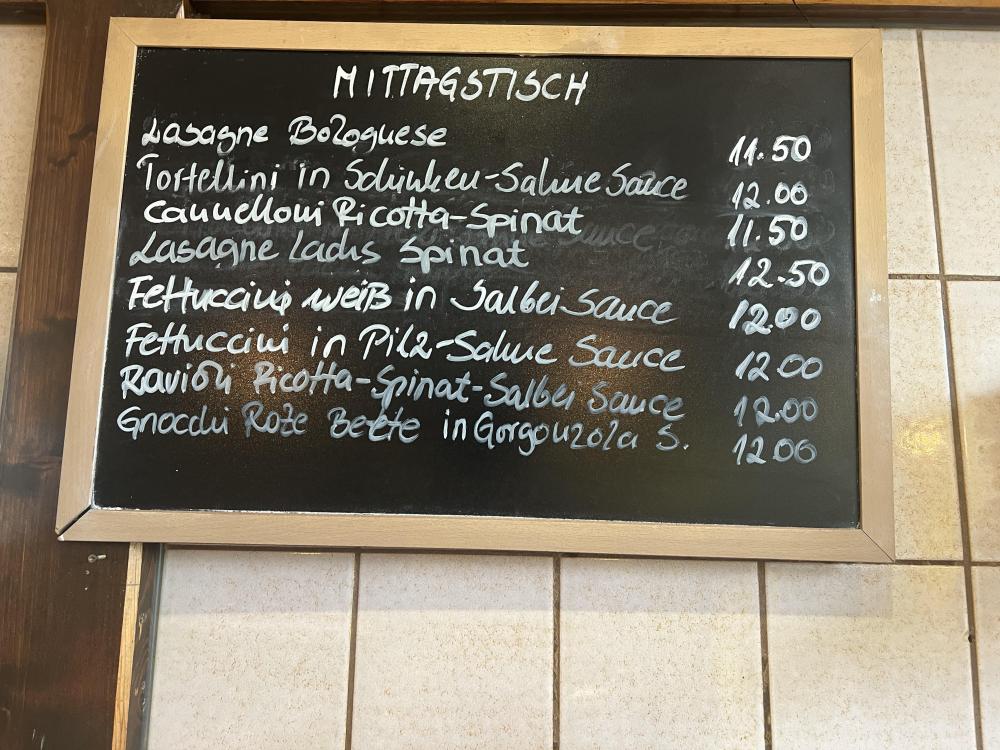 MITTAGSTISCH
Lasagne Bolognese 11.50
Tortellini in Schinken-Sahne Sauce 12.00
Cannelloni Ricotta-Spinat 11.50
Lasagne Lachs Spinat 12.50
Fettuccini weiß in Salbei Sauce 12.00
Fettuccini in Pilz-Sahne Sauce 12.00
Ravioli Ricotta-Spinat-Salbei Sauce 12.00
Gnocchi Rote Beete in Gorgonzola S. 12.00